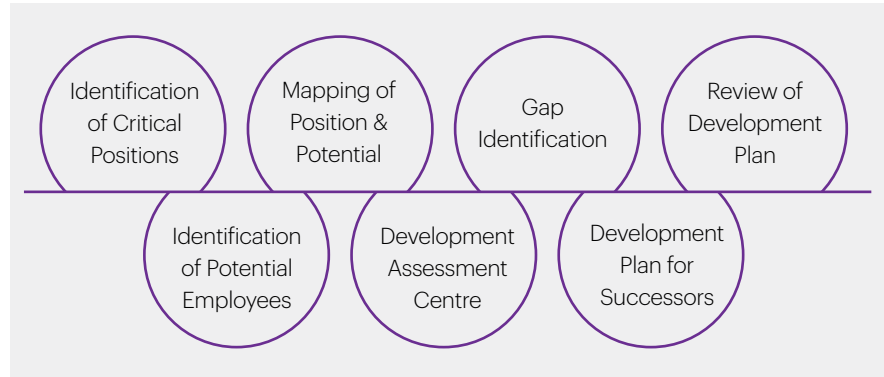 Identification
of Critical
Positions
Identification
of Potential
Employees
Mapping of
Position &
Potential
Development
Assessment
Centre
Gap
Identification
Development
Plan for
Successors
Review of
Development
Plan